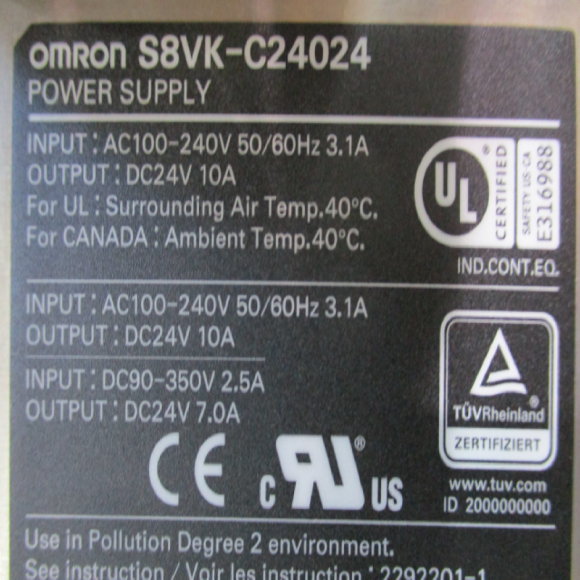 omron S8VK-C24024
POWER SUPPLY
INPUT : AC100-240V 50/60Hz 3.1A
OUTPUT : DC24V 10A
For UL : Surrounding Air Temp.40°C.
For CANADA : Ambient Temp.40°C.
UL ®
CERTIFIED
SAFETY US-CA
E316988
IND.CONT.EQ.
INPUT : AC100-240V 50/60Hz 3.1A
OUTPUT : DC24V 10A
INPUT : DC90-350V 2.5A
OUTPUT : DC24V 7.0A
TÜVRheinland ®
ZERTIFIZIERT
www.tuv.com
ID 2000000000
CE c RU ® US
Use in Pollution Degree 2 environment.
See instruction / Voir les instruction : 2292201-1